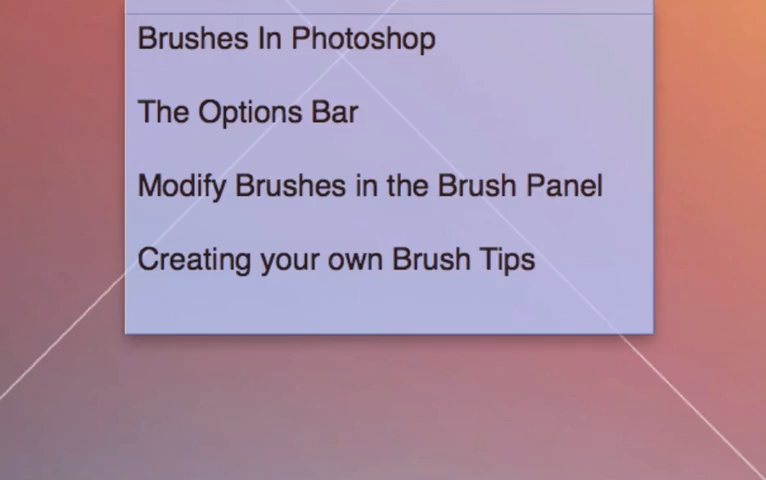 Brushes In Photoshop
The Options Bar
Modify Brushes in the Brush Panel
Creating your own Brush Tips